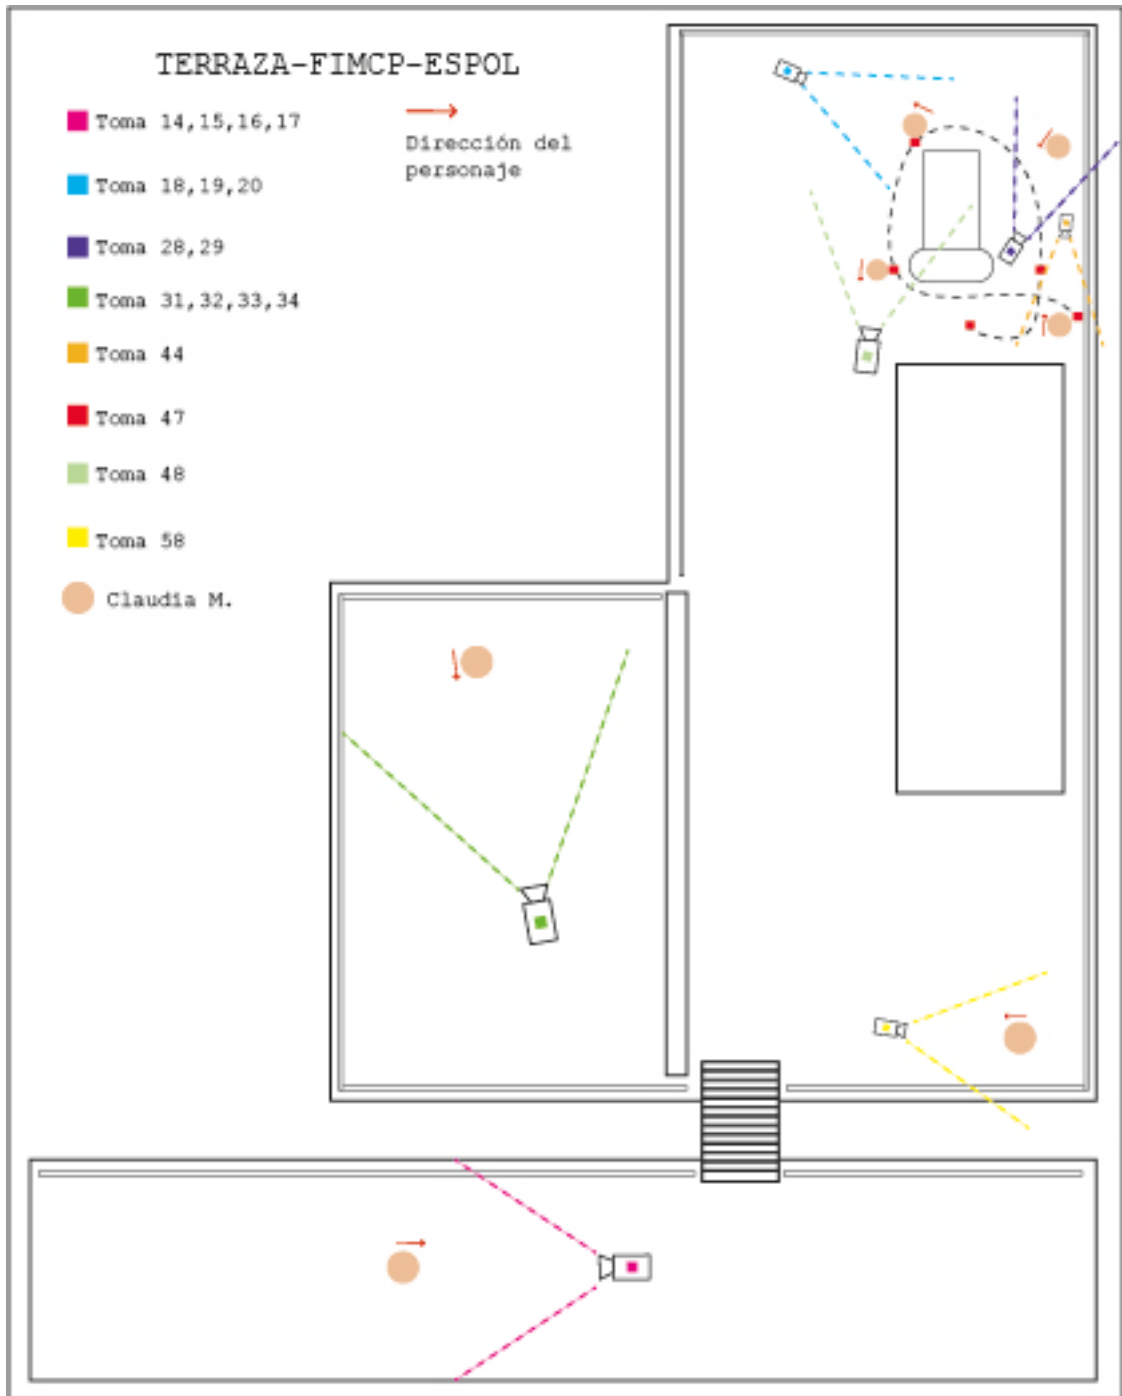 TERRAZA-FIMCP-ESPOL
Toma 14,15,16,17
Dirección del
personaje
Toma 18,19,20
Toma 28,29
Toma 31,32,33,34
Toma 44
Toma 47
Toma 48
Toma 58
Claudia M.